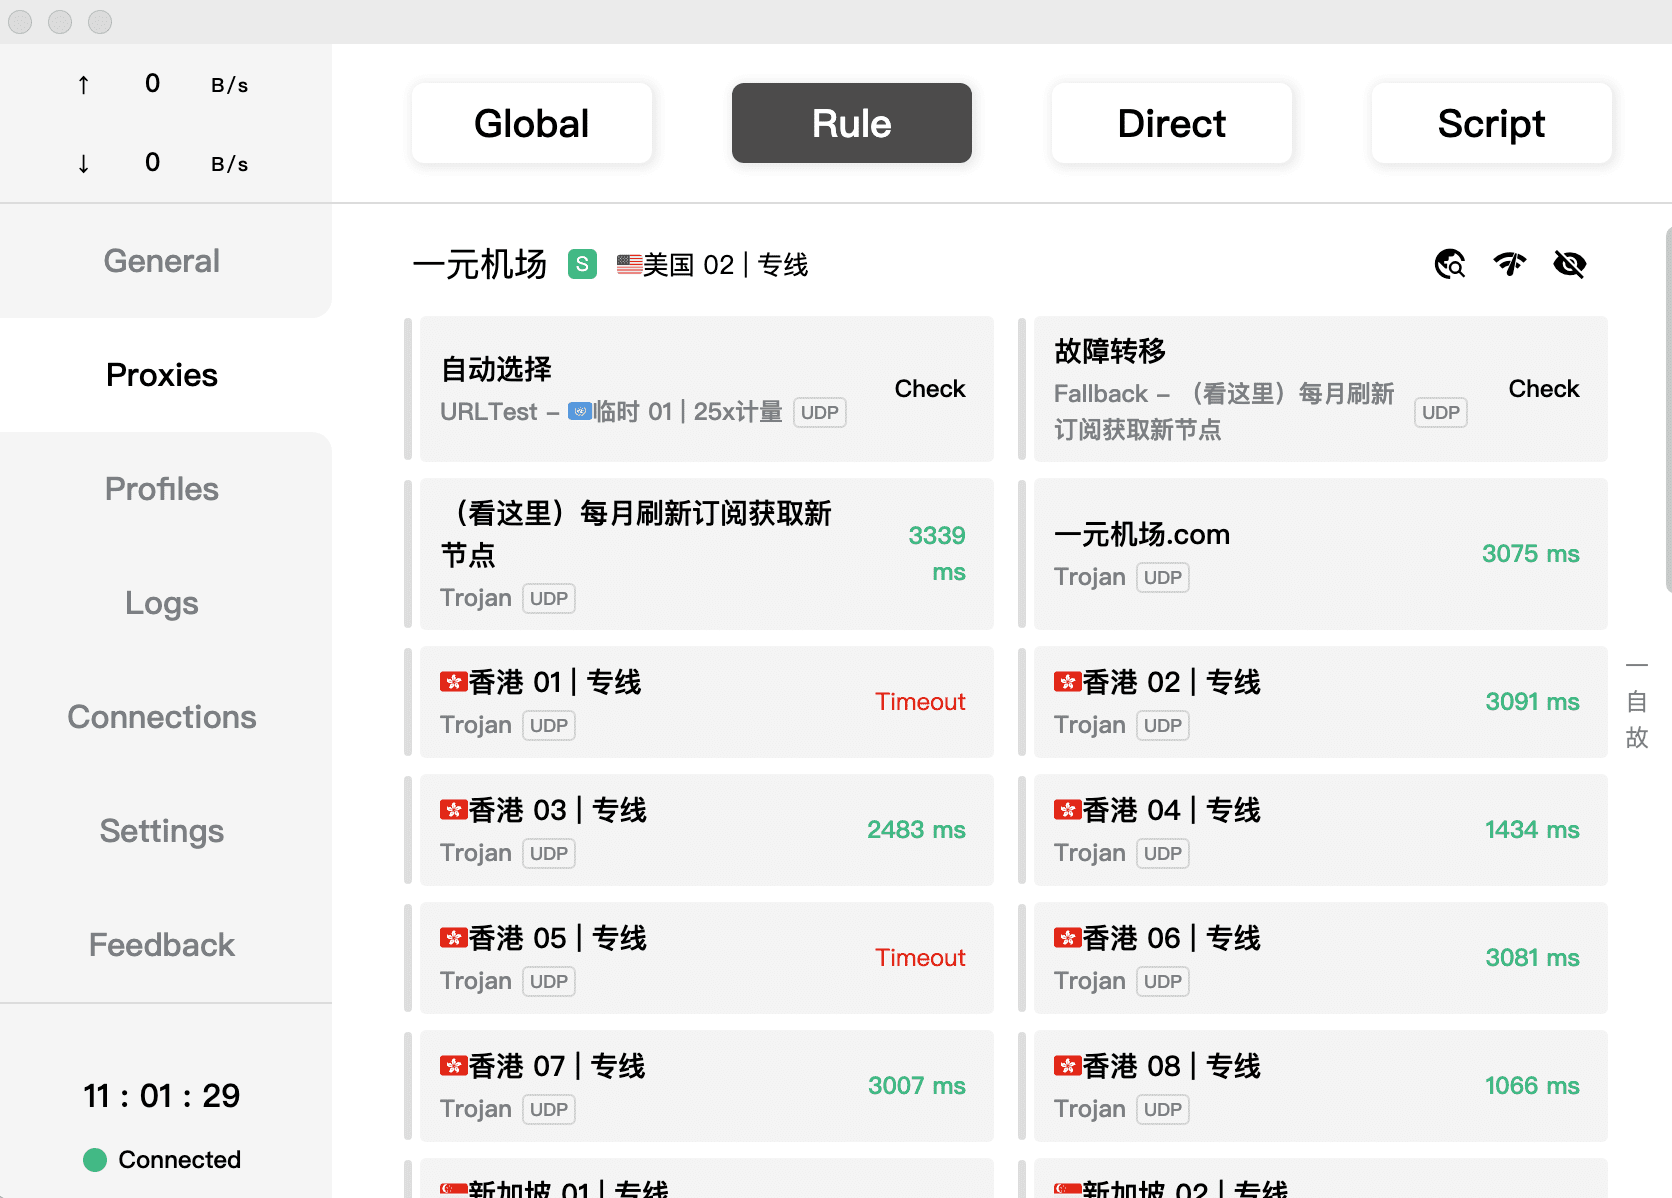 ↑ 0 B/s
↓ 0 B/s
Global
Rule
Direct
Script
General
Proxies
Profiles
Logs
Connections
Settings
Feedback
11 : 01 : 29
Connected
一元机场 S 🇺🇸美国 02 | 专线
自动选择
URLTest - 🇺🇳临时 01 | 25x计量 UDP
Check
故障转移
Fallback - （看这里）每月刷新
订阅获取新节点 UDP
Check
（看这里）每月刷新订阅获取新
节点
Trojan UDP
3339
ms
一元机场.com
Trojan UDP
3075 ms
🇭🇰香港 01 | 专线
Trojan UDP
Timeout
🇭🇰香港 02 | 专线
Trojan UDP
3091 ms
🇭🇰香港 03 | 专线
Trojan UDP
2483 ms
🇭🇰香港 04 | 专线
Trojan UDP
1434 ms
🇭🇰香港 05 | 专线
Trojan UDP
Timeout
🇭🇰香港 06 | 专线
Trojan UDP
3081 ms
🇭🇰香港 07 | 专线
Trojan UDP
3007 ms
🇭🇰香港 08 | 专线
Trojan UDP
1066 ms
🇸🇬新加坡 01 | 专线
🇸🇬新加坡 02 | 专线
一
自
故